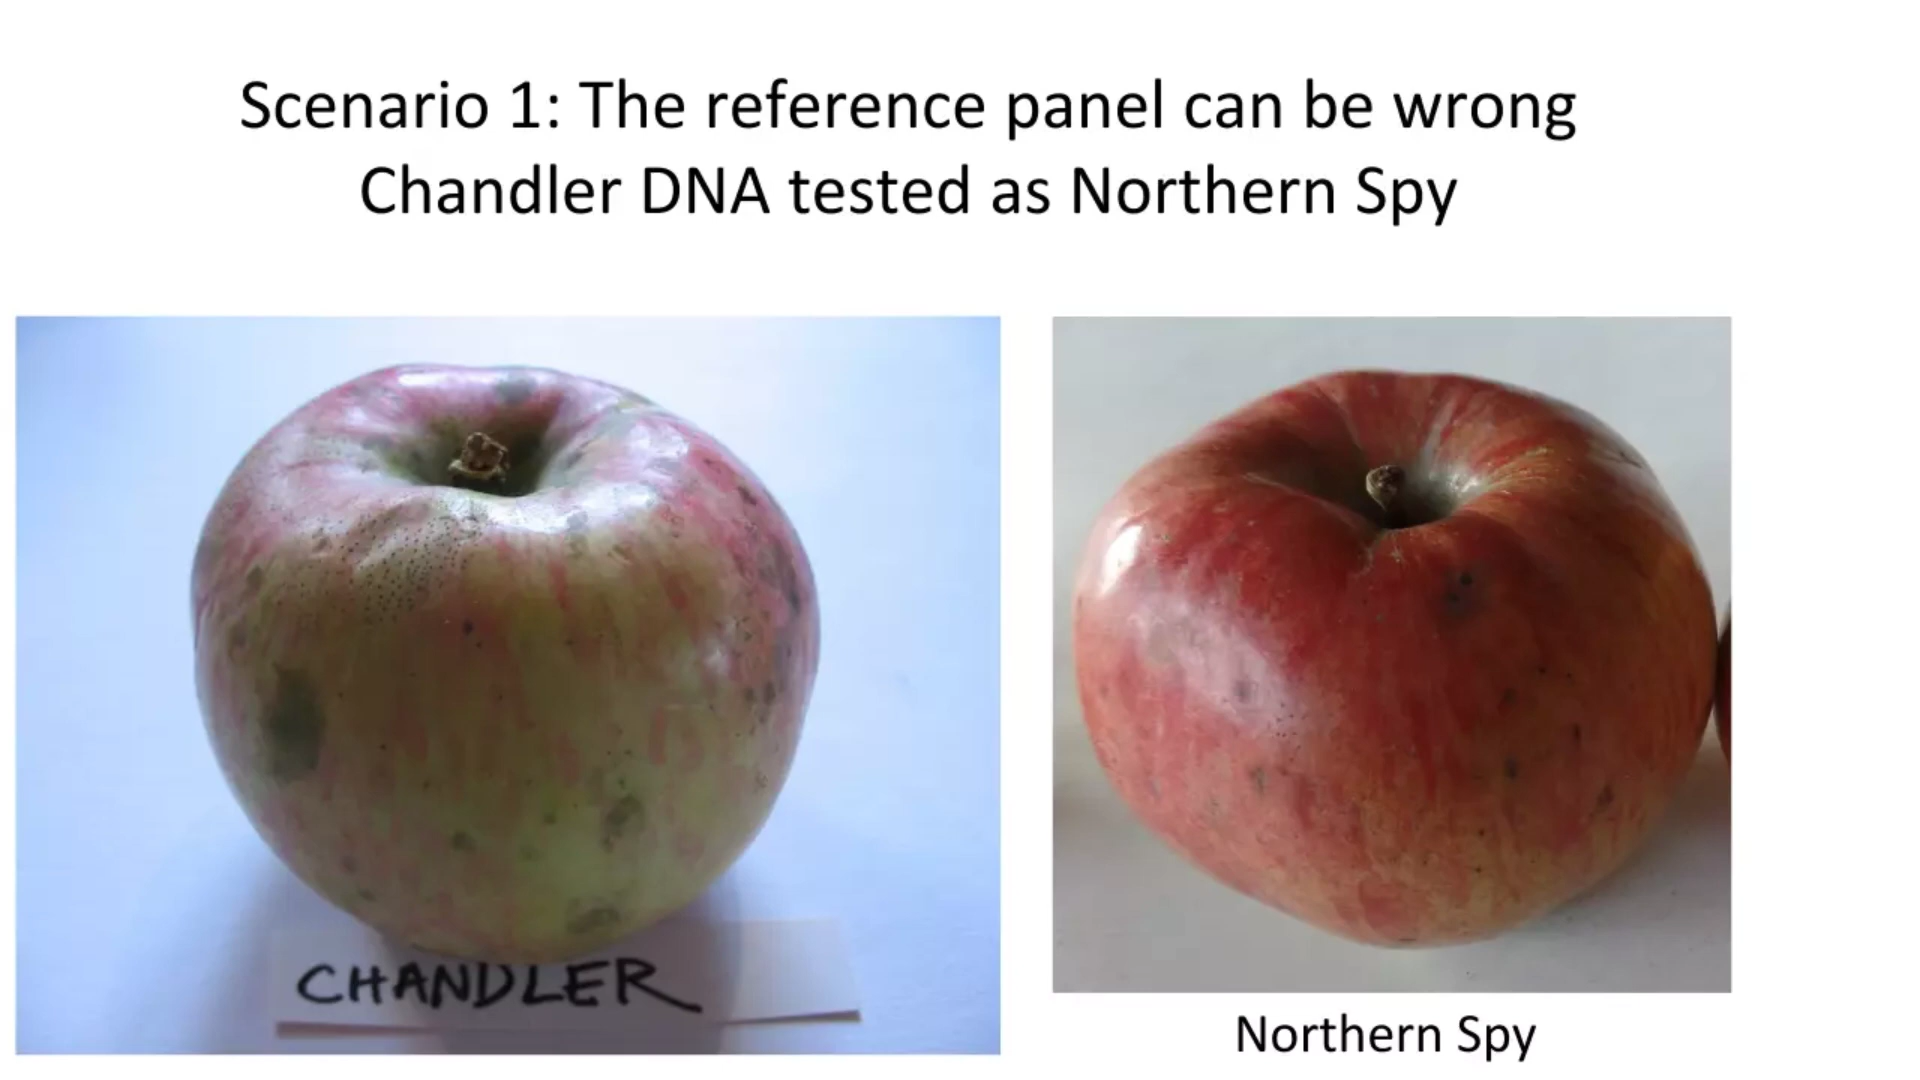 Scenario 1: The reference panel can be wrong
Chandler DNA tested as Northern Spy
CHANDLER
Northern Spy